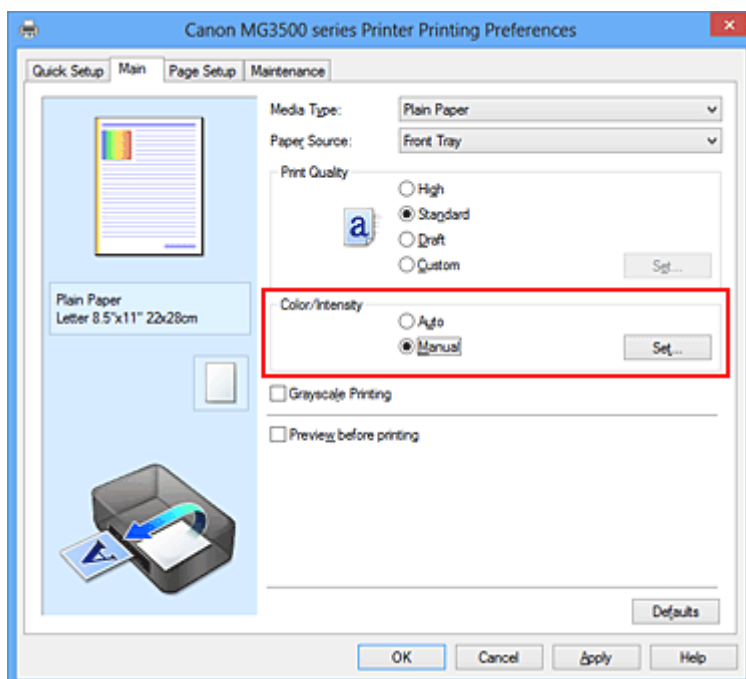 Canon MG3500 series Printer Printing Preferences
Quick Setup Main Page Setup Maintenance
Media Type: Plain Paper
Paper Source: Front Tray
Print Quality
High
Standard
Draft
Custom Set...
a
Plain Paper
Letter 8.5"x11" 22x28cm
Color/Intensity
Auto
Manual Set...
Grayscale Printing
Preview before printing
A
Defaults
OK Cancel Apply Help